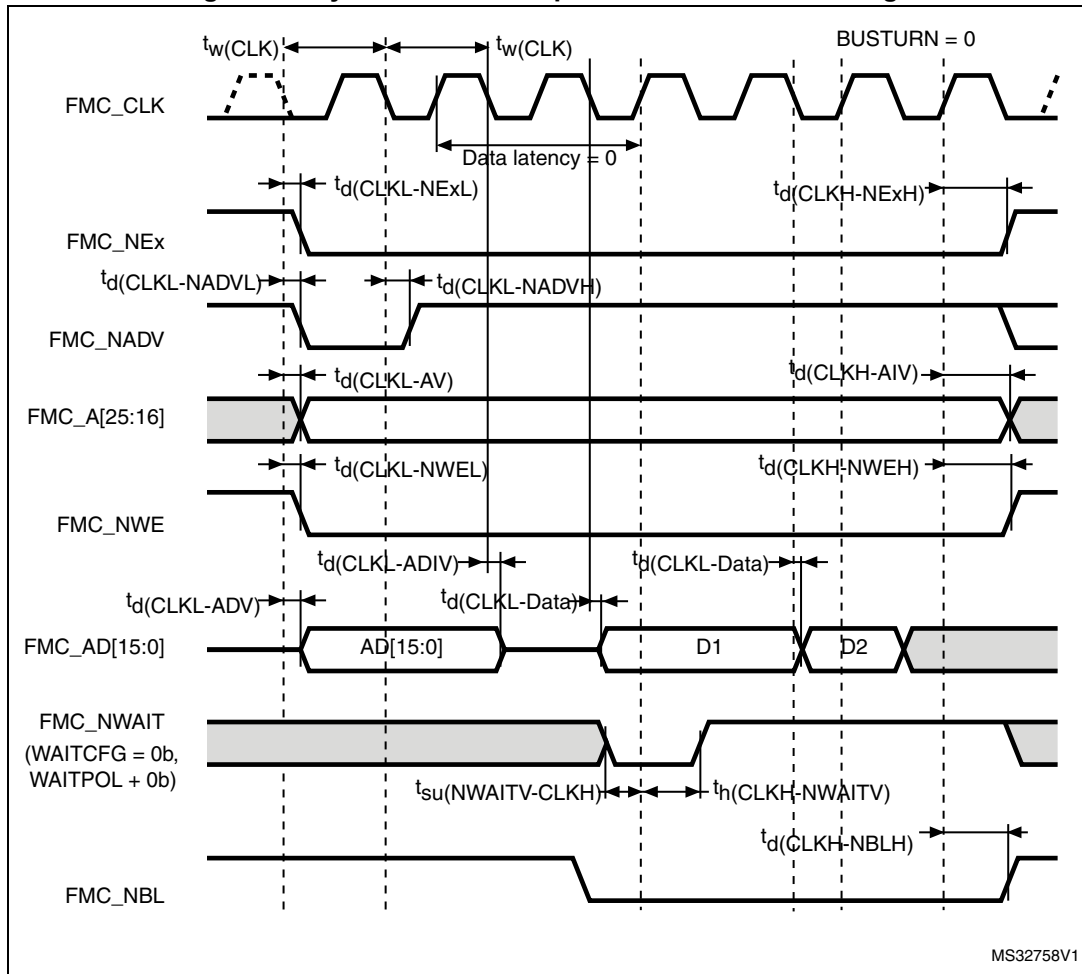 tw(CLK) tw(CLK) BUSTURN = 0
FMC_CLK
Data latency = 0
td(CLKL-NExL) td(CLKH-NExH)
FMC_NEx
td(CLKL-NADVL) td(CLKL-NADVH)
FMC_NADV
td(CLKL-AV) td(CLKH-AIV)
FMC_A[25:16]
td(CLKL-NWEL) td(CLKH-NWEH)
FMC_NWE
td(CLKL-ADIV) td(CLKL-Data)
td(CLKL-ADV) td(CLKL-Data)
FMC_AD[15:0] AD[15:0] D1 D2
FMC_NWAIT
(WAITCFG = 0b,
WAITPOL + 0b)
tsu(NWAITV-CLKH) th(CLKH-NWAITV)
td(CLKH-NBLH)
FMC_NBL
MS32758V1